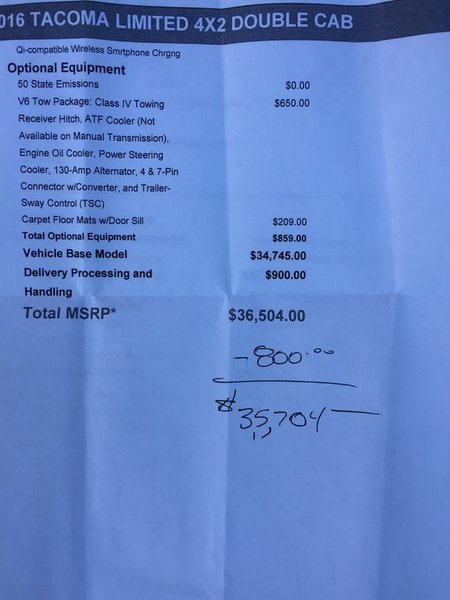 016 TACOMA LIMITED 4X2 DOUBLE CAB
Qi-compatible Wireless Smrtphone Chrgng
Optional Equipment
50 State Emissions $0.00
V6 Tow Package: Class IV Towing $650.00
Receiver Hitch, ATF Cooler (Not
Available on Manual Transmission),
Engine Oil Cooler, Power Steering
Cooler, 130-Amp Alternator, 4 & 7-Pin
Connector w/Converter, and Trailer-
Sway Control (TSC)
Carpet Floor Mats w/Door Sill $209.00
Total Optional Equipment $859.00
Vehicle Base Model $34,745.00
Delivery Processing and $900.00
Handling
Total MSRP* $36,504.00
-800.00
$35,704